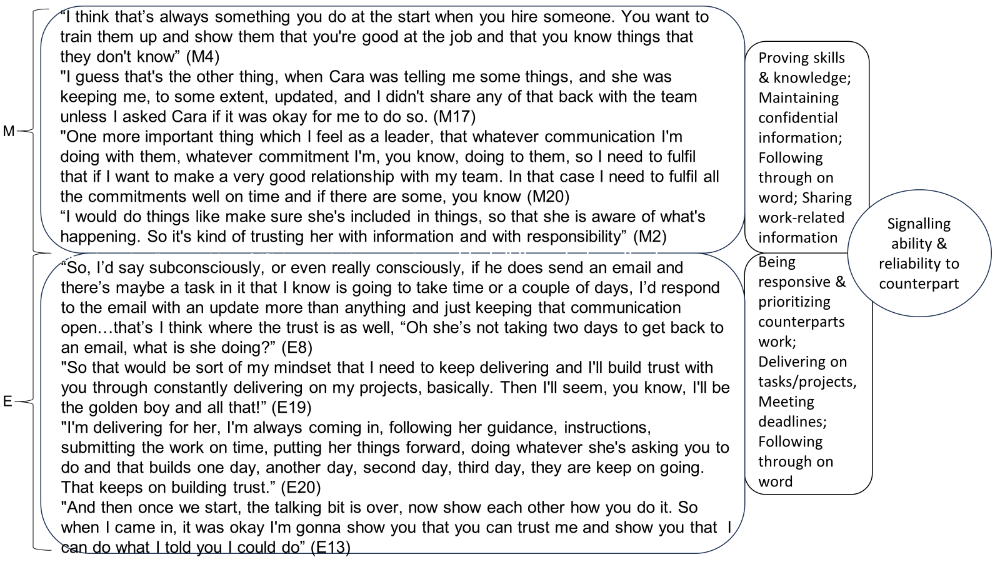 “I think that’s always something you do at the start when you hire someone. You want to
train them up and show them that you're good at the job and that you know things that
they don't know” (M4)
"I guess that's the other thing, when Cara was telling me some things, and she was
keeping me, to some extent, updated, and I didn't share any of that back with the team
unless I asked Cara if it was okay for me to do so. (M17)
"One more important thing which I feel as a leader, that whatever communication I'm
doing with them, whatever commitment I'm, you know, doing to them, so I need to fulfil
that if I want to make a very good relationship with my team. In that case I need to fulfil all
the commitments well on time and if there are some, you know (M20)
“I would do things like make sure she's included in things, so that she is aware of what's
happening. So it's kind of trusting her with information and with responsibility” (M2)
M
Proving skills
& knowledge;
Maintaining
confidential
information;
Following
through on
word; Sharing
work-related
information
“So, I’d say subconsciously, or even really consciously, if he does send an email and
there’s maybe a task in it that I know is going to take time or a couple of days, I’d respond
to the email with an update more than anything and just keeping that communication
open…that’s I think where the trust is as well, “Oh she’s not taking two days to get back to
an email, what is she doing?” (E8)
"So that would be sort of my mindset that I need to keep delivering and I'll build trust with
you through constantly delivering on my projects, basically. Then I'll seem, you know, I'll be
the golden boy and all that!” (E19)
"I'm delivering for her, I'm always coming in, following her guidance, instructions,
submitting the work on time, putting her things forward, doing whatever she's asking you to
do and that builds one day, another day, second day, third day, they are keep on going.
That keeps on building trust.” (E20)
"And then once we start, the talking bit is over, now show each other how you do it. So
when I came in, it was okay I'm gonna show you that you can trust me and show you that  I
can do what I told you I could do” (E13)
E
Being
responsive &
prioritizing
counterparts
work;
Delivering on
tasks/projects,
Meeting
deadlines;
Following
through on
word
Signalling
ability &
reliability to
counterpart